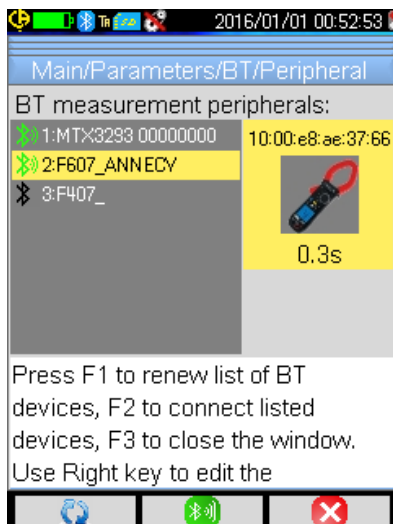 TR 2016/01/01 00:52:53
Main/Parameters/BT/Peripheral
BT measurement peripherals:
1:MTX3293 00000000
10:00:e8:ae:37:66
2:F607_ANNECY
3:F407_
0.3s
Press F1 to renew list of BT
devices, F2 to connect listed
devices, F3 to close the window.
Use Right key to edit the